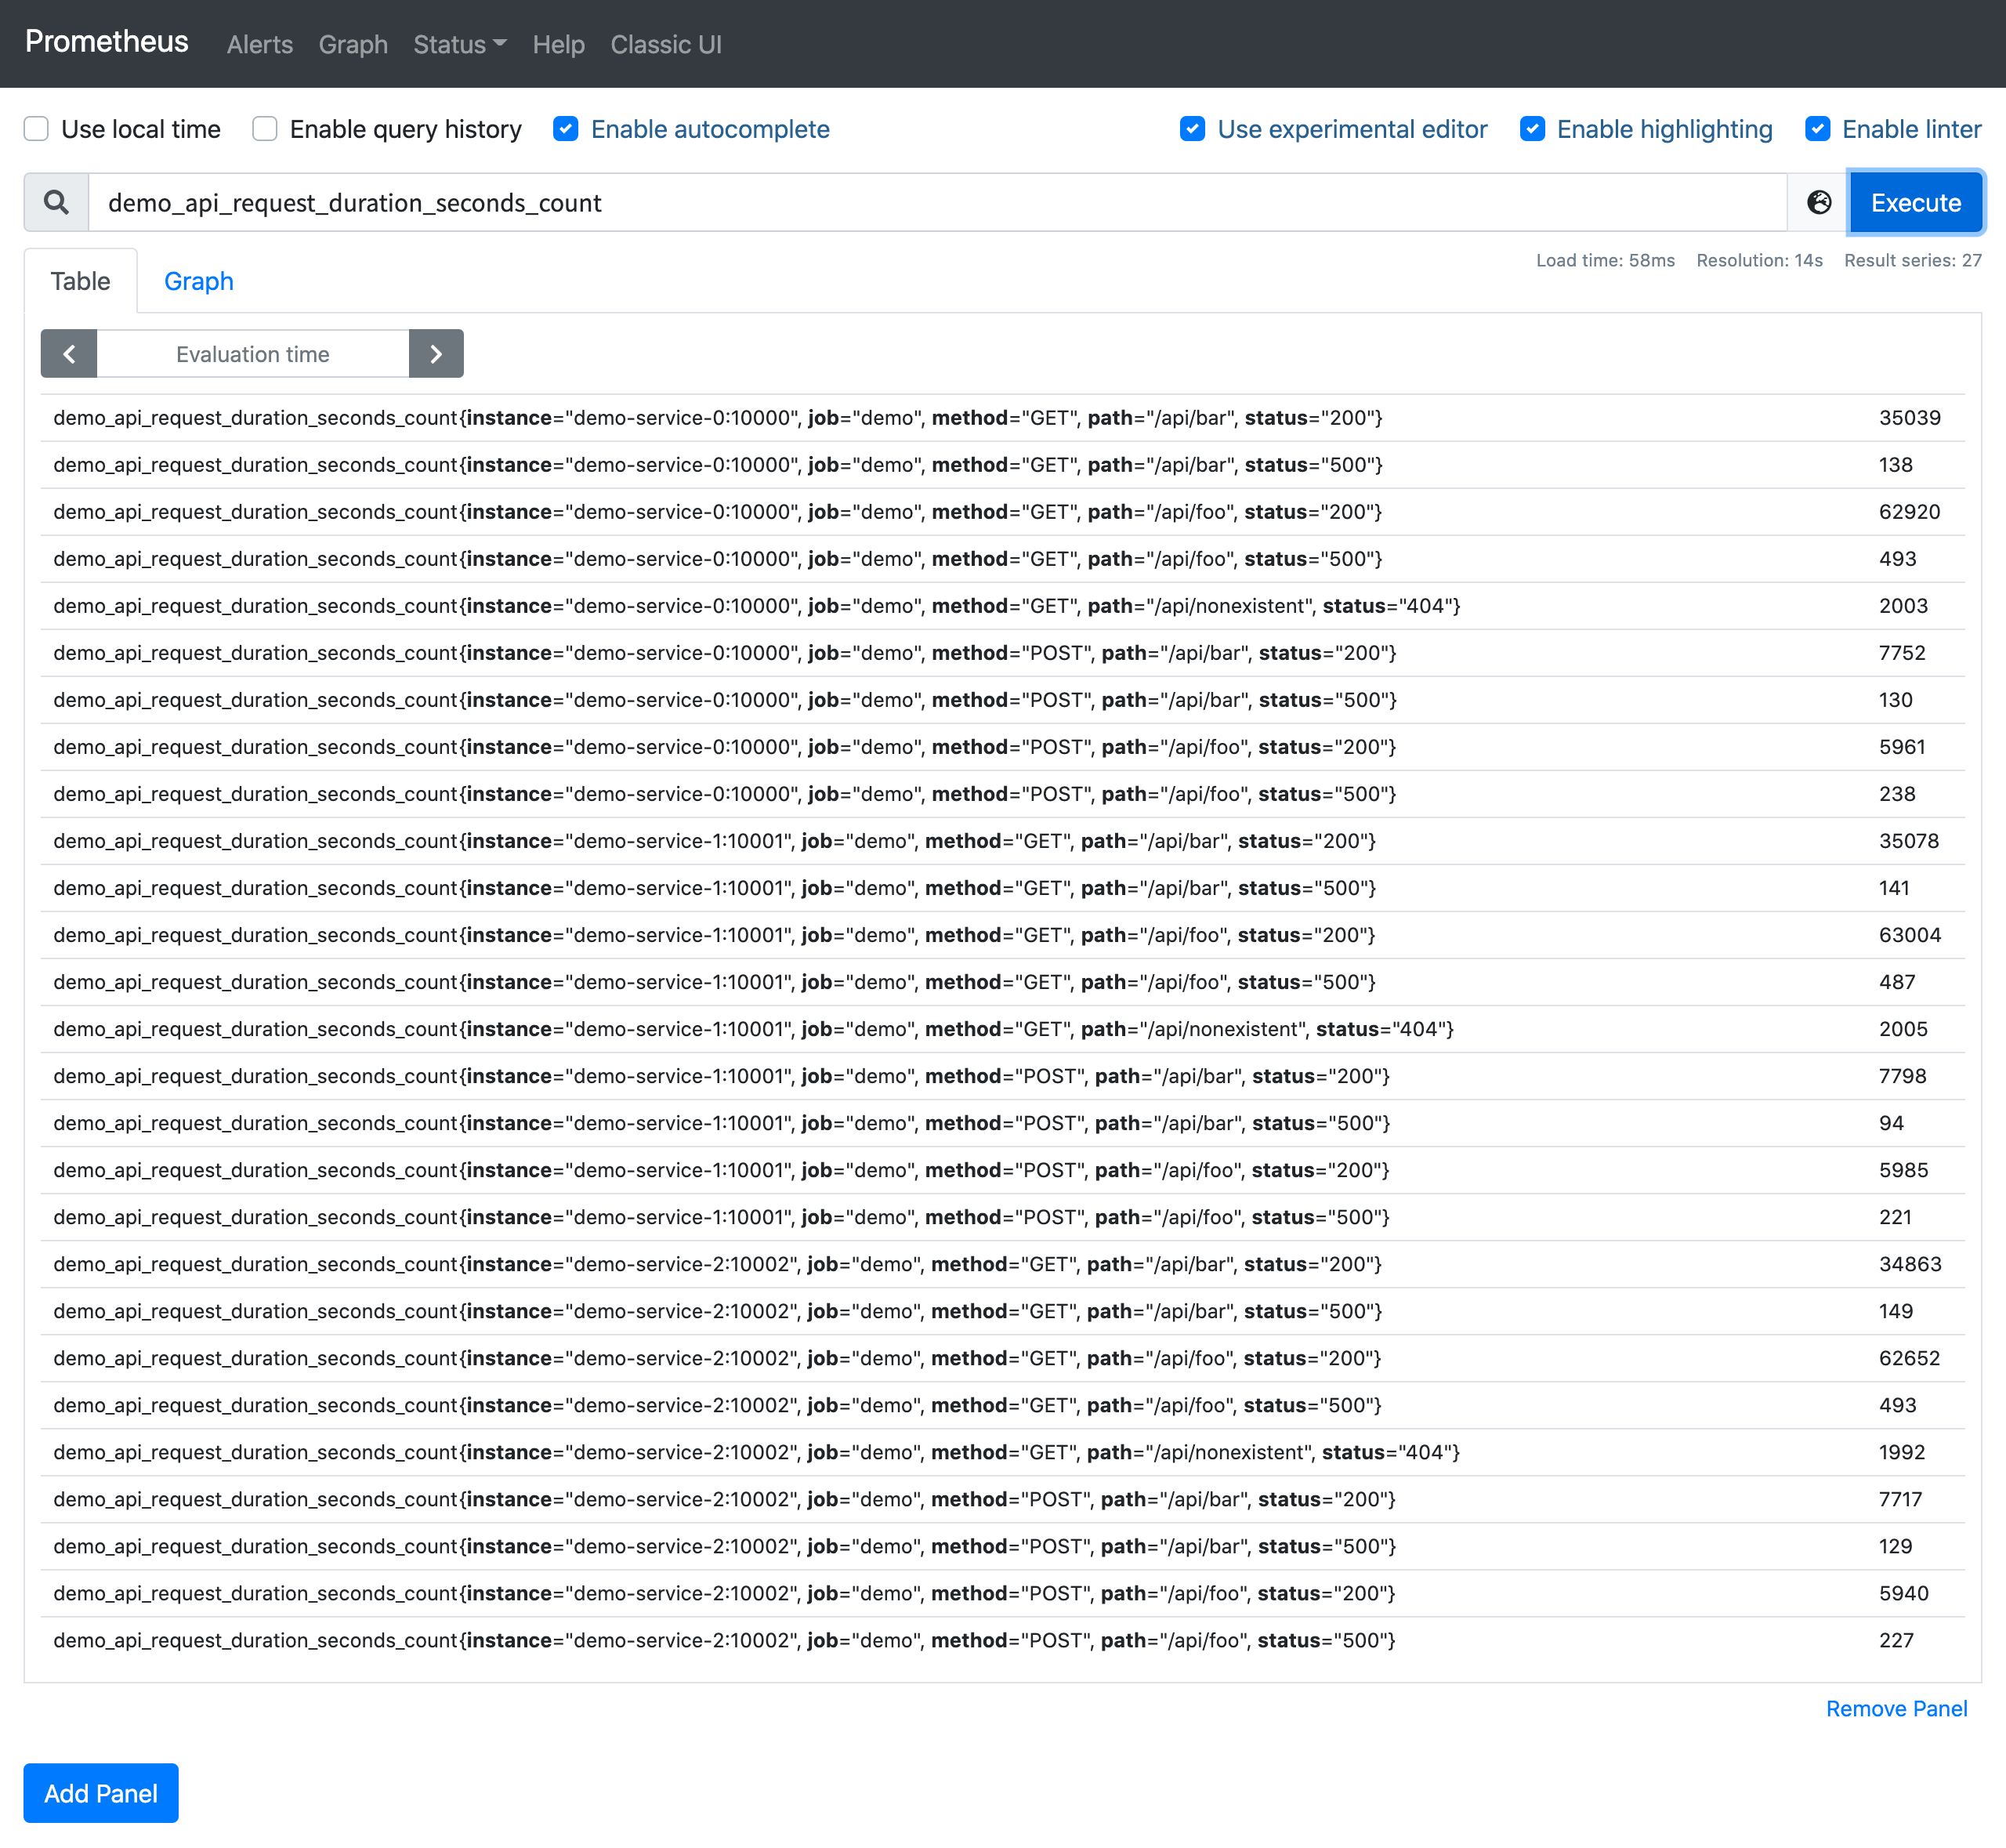 Prometheus Alerts Graph Status Help Classic UI
Use local time Enable query history Enable autocomplete Use experimental editor Enable highlighting Enable linter
demo_api_request_duration_seconds_count Execute
Load time: 58ms Resolution: 14s Result series: 27
Table Graph
Evaluation time
demo_api_request_duration_seconds_count{instance="demo-service-0:10000", job="demo", method="GET", path="/api/bar", status="200"} 35039
demo_api_request_duration_seconds_count{instance="demo-service-0:10000", job="demo", method="GET", path="/api/bar", status="500"} 138
demo_api_request_duration_seconds_count{instance="demo-service-0:10000", job="demo", method="GET", path="/api/foo", status="200"} 62920
demo_api_request_duration_seconds_count{instance="demo-service-0:10000", job="demo", method="GET", path="/api/foo", status="500"} 493
demo_api_request_duration_seconds_count{instance="demo-service-0:10000", job="demo", method="GET", path="/api/nonexistent", status="404"} 2003
demo_api_request_duration_seconds_count{instance="demo-service-0:10000", job="demo", method="POST", path="/api/bar", status="200"} 7752
demo_api_request_duration_seconds_count{instance="demo-service-0:10000", job="demo", method="POST", path="/api/bar", status="500"} 130
demo_api_request_duration_seconds_count{instance="demo-service-0:10000", job="demo", method="POST", path="/api/foo", status="200"} 5961
demo_api_request_duration_seconds_count{instance="demo-service-0:10000", job="demo", method="POST", path="/api/foo", status="500"} 238
demo_api_request_duration_seconds_count{instance="demo-service-1:10001", job="demo", method="GET", path="/api/bar", status="200"} 35078
demo_api_request_duration_seconds_count{instance="demo-service-1:10001", job="demo", method="GET", path="/api/bar", status="500"} 141
demo_api_request_duration_seconds_count{instance="demo-service-1:10001", job="demo", method="GET", path="/api/foo", status="200"} 63004
demo_api_request_duration_seconds_count{instance="demo-service-1:10001", job="demo", method="GET", path="/api/foo", status="500"} 487
demo_api_request_duration_seconds_count{instance="demo-service-1:10001", job="demo", method="GET", path="/api/nonexistent", status="404"} 2005
demo_api_request_duration_seconds_count{instance="demo-service-1:10001", job="demo", method="POST", path="/api/bar", status="200"} 7798
demo_api_request_duration_seconds_count{instance="demo-service-1:10001", job="demo", method="POST", path="/api/bar", status="500"} 94
demo_api_request_duration_seconds_count{instance="demo-service-1:10001", job="demo", method="POST", path="/api/foo", status="200"} 5985
demo_api_request_duration_seconds_count{instance="demo-service-1:10001", job="demo", method="POST", path="/api/foo", status="500"} 221
demo_api_request_duration_seconds_count{instance="demo-service-2:10002", job="demo", method="GET", path="/api/bar", status="200"} 34863
demo_api_request_duration_seconds_count{instance="demo-service-2:10002", job="demo", method="GET", path="/api/bar", status="500"} 149
demo_api_request_duration_seconds_count{instance="demo-service-2:10002", job="demo", method="GET", path="/api/foo", status="200"} 62652
demo_api_request_duration_seconds_count{instance="demo-service-2:10002", job="demo", method="GET", path="/api/foo", status="500"} 493
demo_api_request_duration_seconds_count{instance="demo-service-2:10002", job="demo", method="GET", path="/api/nonexistent", status="404"} 1992
demo_api_request_duration_seconds_count{instance="demo-service-2:10002", job="demo", method="POST", path="/api/bar", status="200"} 7717
demo_api_request_duration_seconds_count{instance="demo-service-2:10002", job="demo", method="POST", path="/api/bar", status="500"} 129
demo_api_request_duration_seconds_count{instance="demo-service-2:10002", job="demo", method="POST", path="/api/foo", status="200"} 5940
demo_api_request_duration_seconds_count{instance="demo-service-2:10002", job="demo", method="POST", path="/api/foo", status="500"} 227
Remove Panel
Add Panel